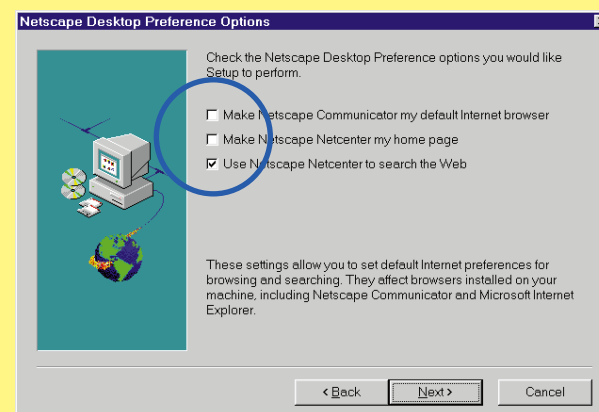 Netscape Desktop Preference Options
Check the Netscape Desktop Preference options you would like
Setup to perform.
Make Netscape Communicator my default Internet browser
Make Netscape Netcenter my home page
Use Netscape Netcenter to search the Web
These settings allow you to set default Internet preferences for
browsing and searching. They affect browsers installed on your
machine, including Netscape Communicator and Microsoft Internet
Explorer.
< Back Next > Cancel